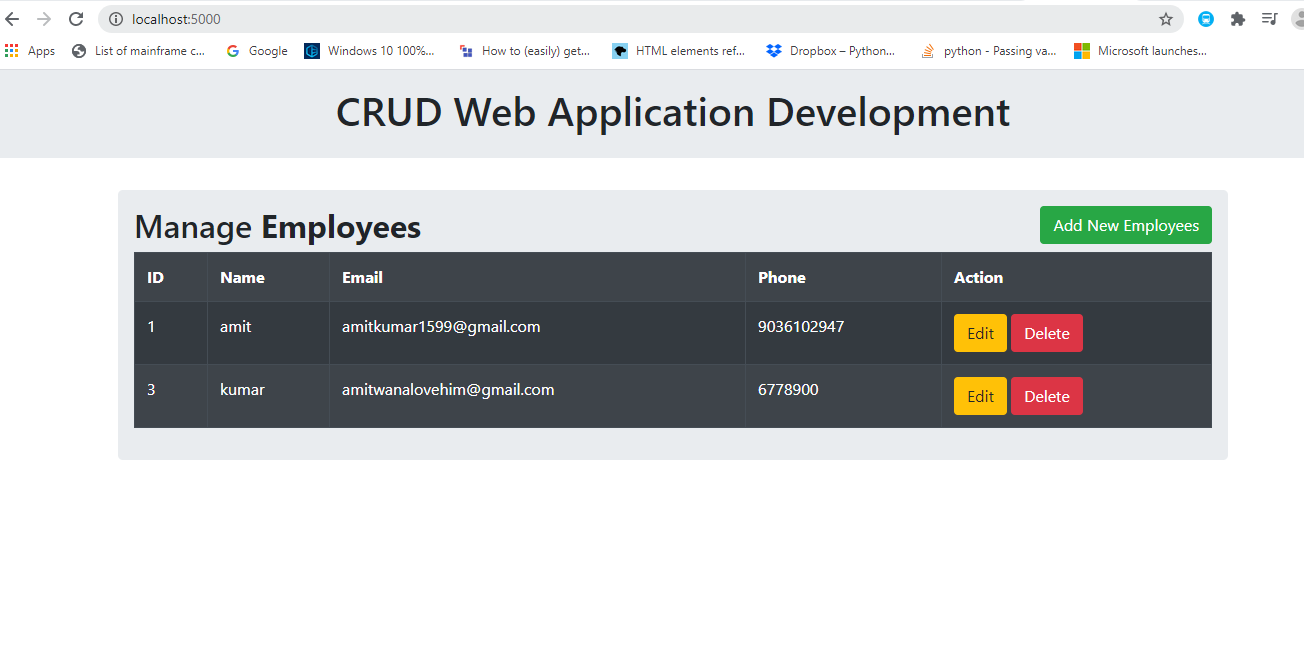 localhost:5000
Apps List of mainframe c... Google Windows 10 100%... How to (easily) get... HTML elements ref... Dropbox – Python... python - Passing va... Microsoft launches...
CRUD Web Application Development
Manage Employees Add New Employees
ID Name Email Phone Action
1 amit amitkumar1599@gmail.com 9036102947 Edit Delete
3 kumar amitwanalovehim@gmail.com 6778900 Edit Delete